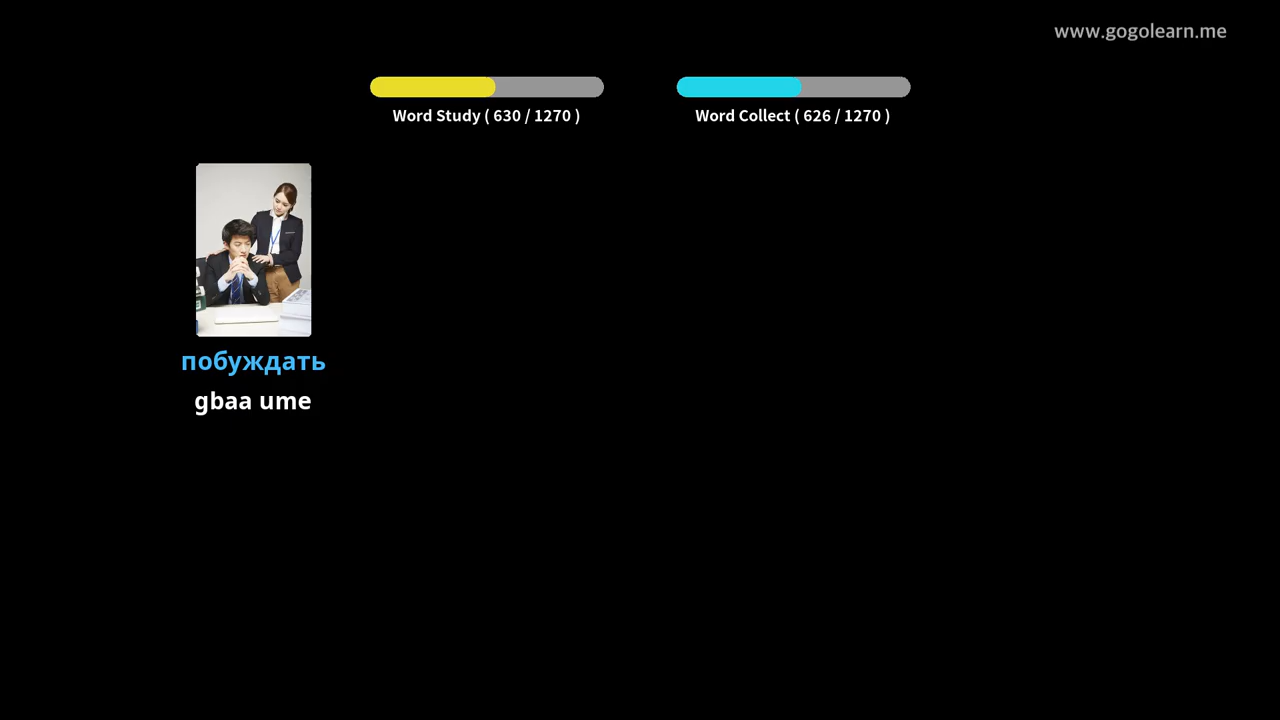 www.gogolearn.me
Word Study ( 630 / 1270 )
Word Collect ( 626 / 1270 )
побуждать
gbaa ume